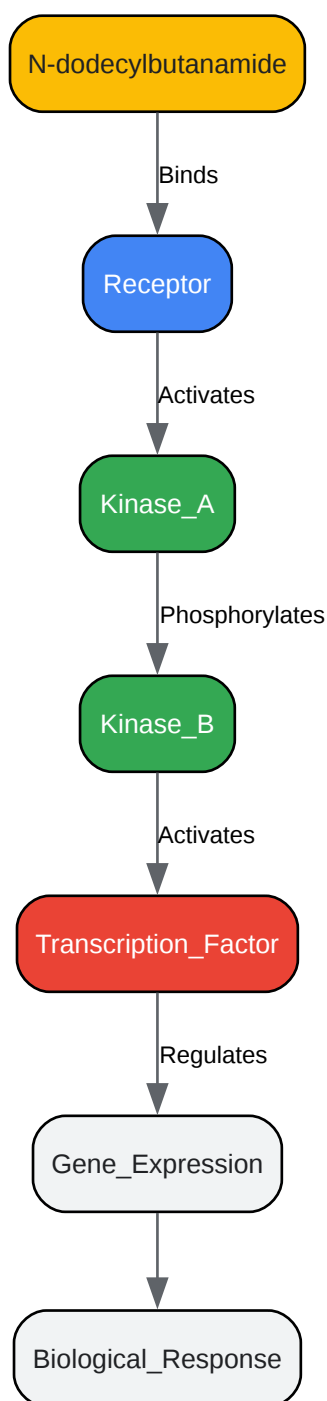 N-dodecylbutanamide
Binds
Receptor
Activates
Kinase_A
Phosphorylates
Kinase_B
Activates
Transcription_Factor
Regulates
Gene_Expression
Biological_Response